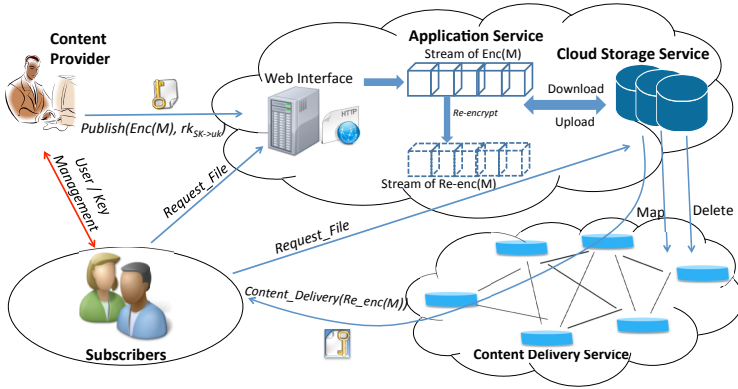 Content
Provider
Application Service
Stream of Enc(M)
Cloud Storage Service
Web Interface
HTTP
Publish(Enc(M), rk_SK->uk)
Re-encrypt
Download
Upload
Stream of Re-enc(M)
User / Key
Management
Request_File
Request_File
Map
Delete
Content_Delivery(Re_enc(M))
Subscribers
Content Delivery Service